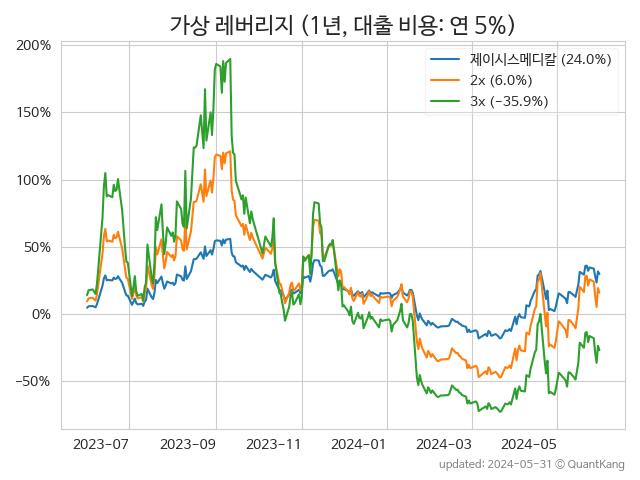 가상 레버리지 (1년, 대출 비용: 연 5%)
제이시스메디칼 (24.0%)
2x (6.0%)
3x (−35.9%)
200%
150%
100%
50%
0%
−50%
2023-07
2023-09
2023-11
2024-01
2024-03
2024-05
updated: 2024-05-31 © QuantKang